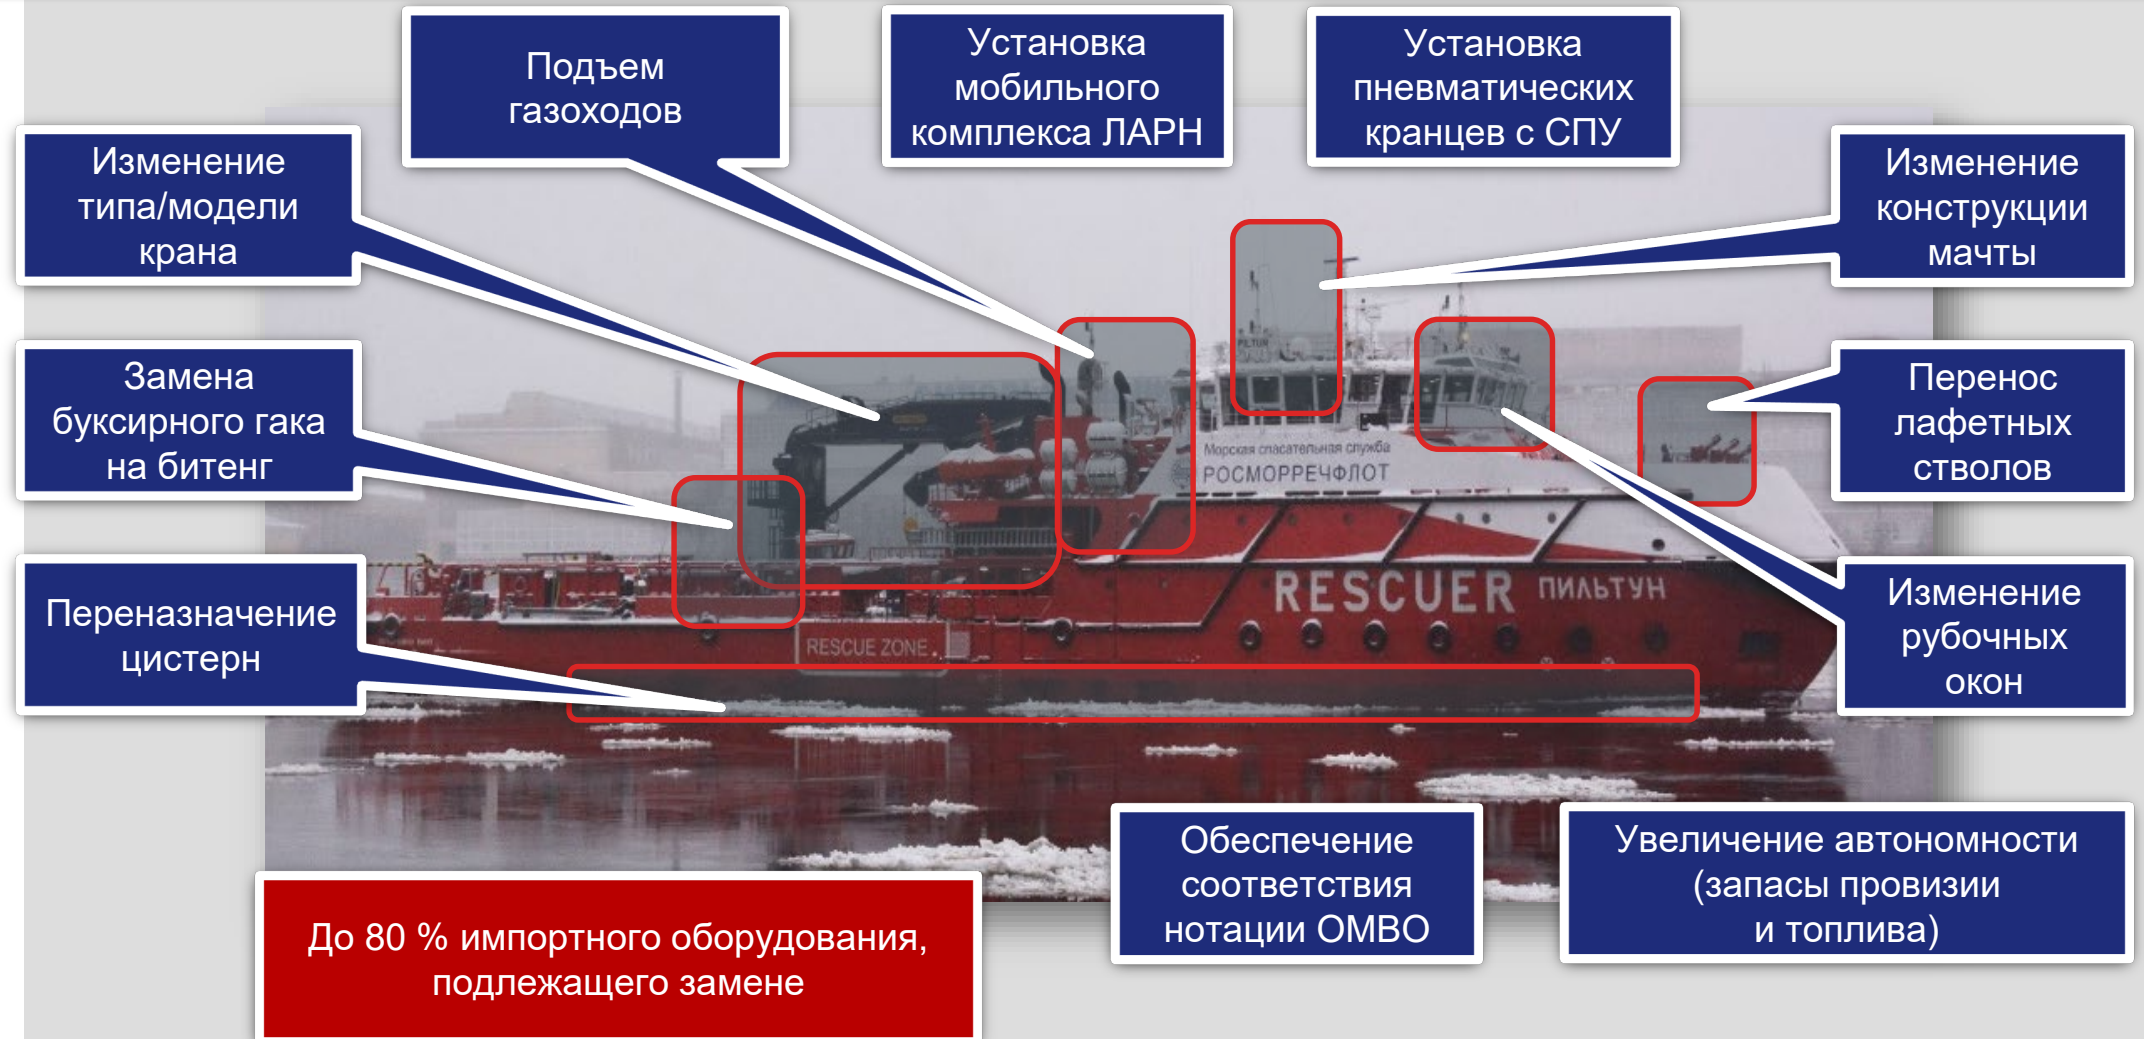 Подъем
газоходов
Установка
мобильного
комплекса ЛАРН
Установка
пневматических
кранцев с СПУ
Изменение
типа/модели
крана
Изменение
конструкции
мачты
Замена
буксирного гака
на битенг
Перенос
лафетных
стволов
Переназначение
цистерн
Изменение
рубочных
окон
ПИЛЬТУН
Морская спасательная служба
РОСМОРРЕЧФЛОТ
RESCUER ПИЛЬТУН
RESCUE ZONE
До 80 % импортного оборудования,
подлежащего замене
Обеспечение
соответствия
нотации ОМВО
Увеличение автономности
(запасы провизии
и топлива)